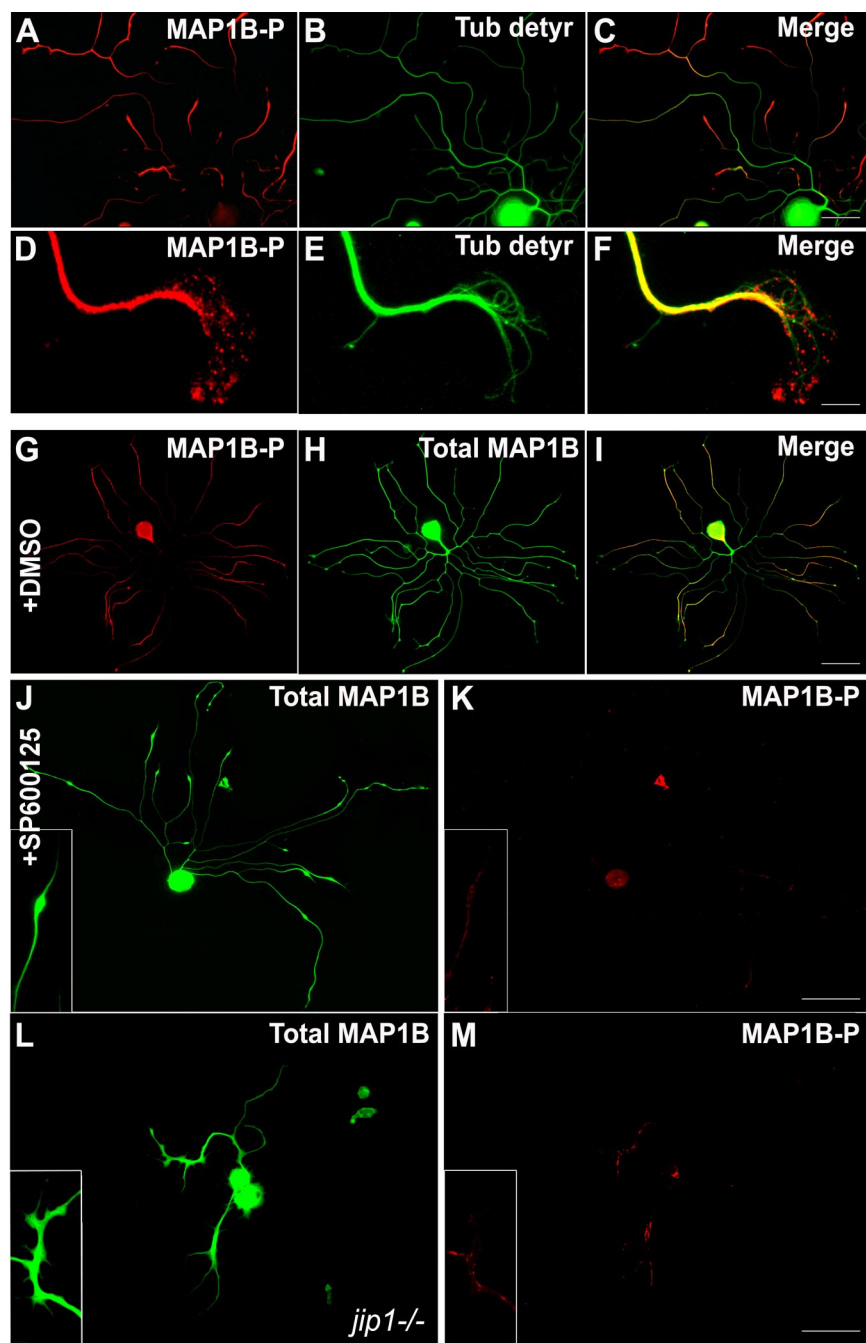 A MAP1B-P
B Tub detyr
C Merge
D MAP1B-P
E Tub detyr
F Merge
+DMSO
G MAP1B-P
H Total MAP1B
I Merge
+SP600125
J Total MAP1B
K MAP1B-P
L Total MAP1B
jip1-/-
M MAP1B-P